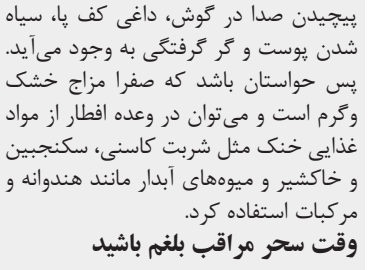 پیچیدن صدا در گوش، داغی کف پا، سیاه
شدن پوست و گر گرفتگی به وجود می‌آید.
پس حواستان باشد که صفرا مزاج خشک
وگرم است و می‌توان در وعده افطار از مواد
غذایی خنک مثل شربت کاسنی، سکنجبین
و خاکشیر و میوه‌های آبدار مانند هندوانه و
مرکبات استفاده کرد.
وقت سحر مراقب بلغم باشید